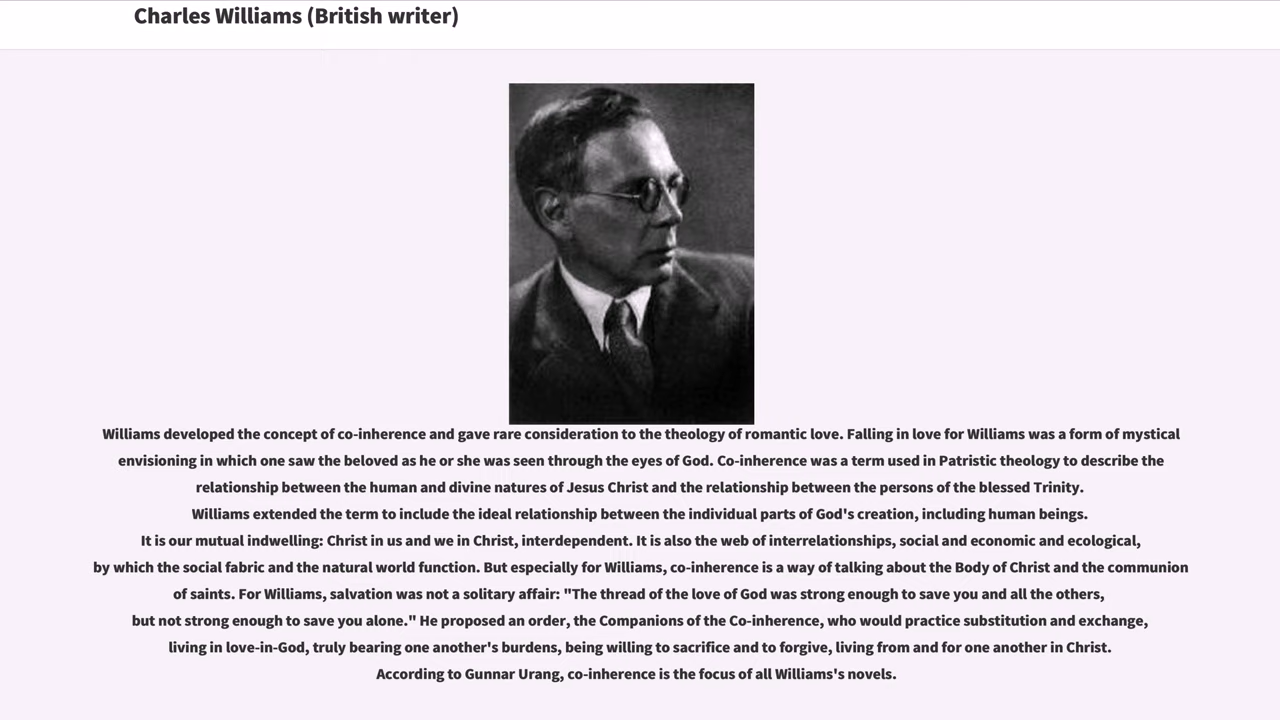 Charles Williams (British writer)
Williams developed the concept of co-inherence and gave rare consideration to the theology of romantic love. Falling in love for Williams was a form of mystical
envisioning in which one saw the beloved as he or she was seen through the eyes of God. Co-inherence was a term used in Patristic theology to describe the
relationship between the human and divine natures of Jesus Christ and the relationship between the persons of the blessed Trinity.
Williams extended the term to include the ideal relationship between the individual parts of God's creation, including human beings.
It is our mutual indwelling: Christ in us and we in Christ, interdependent. It is also the web of interrelationships, social and economic and ecological,
by which the social fabric and the natural world function. But especially for Williams, co-inherence is a way of talking about the Body of Christ and the communion
of saints. For Williams, salvation was not a solitary affair: "The thread of the love of God was strong enough to save you and all the others,
but not strong enough to save you alone." He proposed an order, the Companions of the Co-inherence, who would practice substitution and exchange,
living in love-in-God, truly bearing one another's burdens, being willing to sacrifice and to forgive, living from and for one another in Christ.
According to Gunnar Urang, co-inherence is the focus of all Williams's novels.